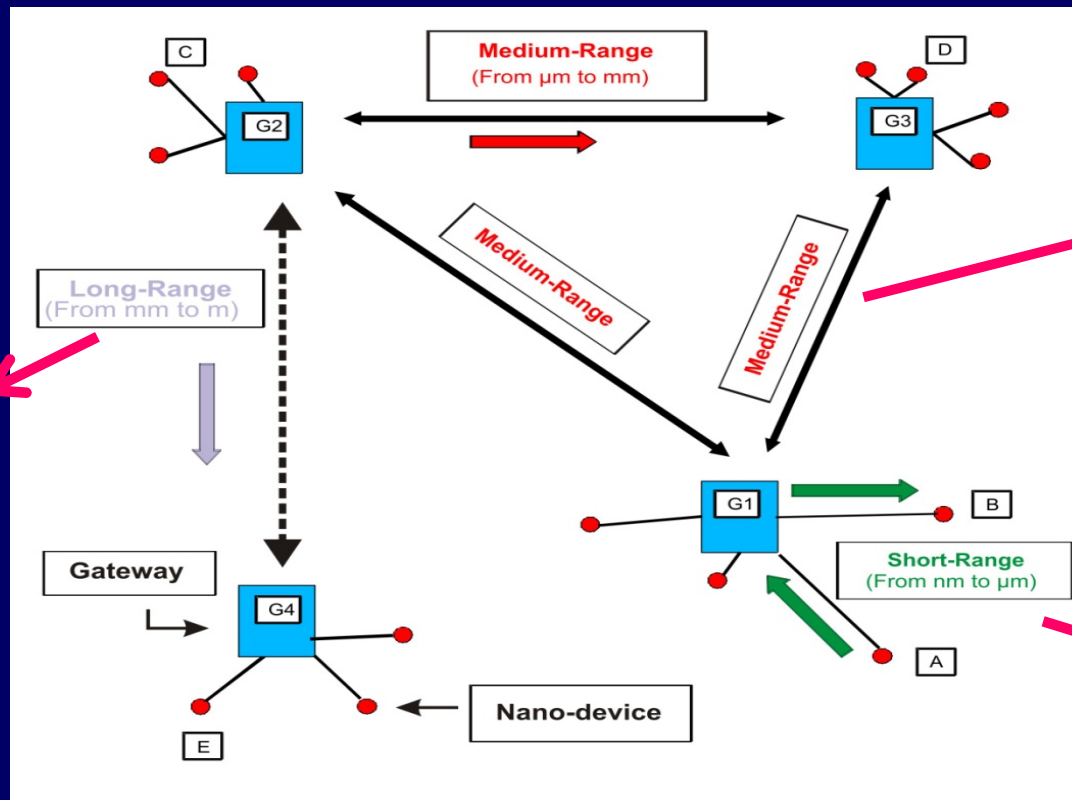 C
Medium-Range
(From µm to mm)
D
G2
G3
Medium-Range
Medium-Range
Long-Range
(From mm to m)
G1
B
Short-Range
(From nm to µm)
Gateway
G4
A
Nano-device
E